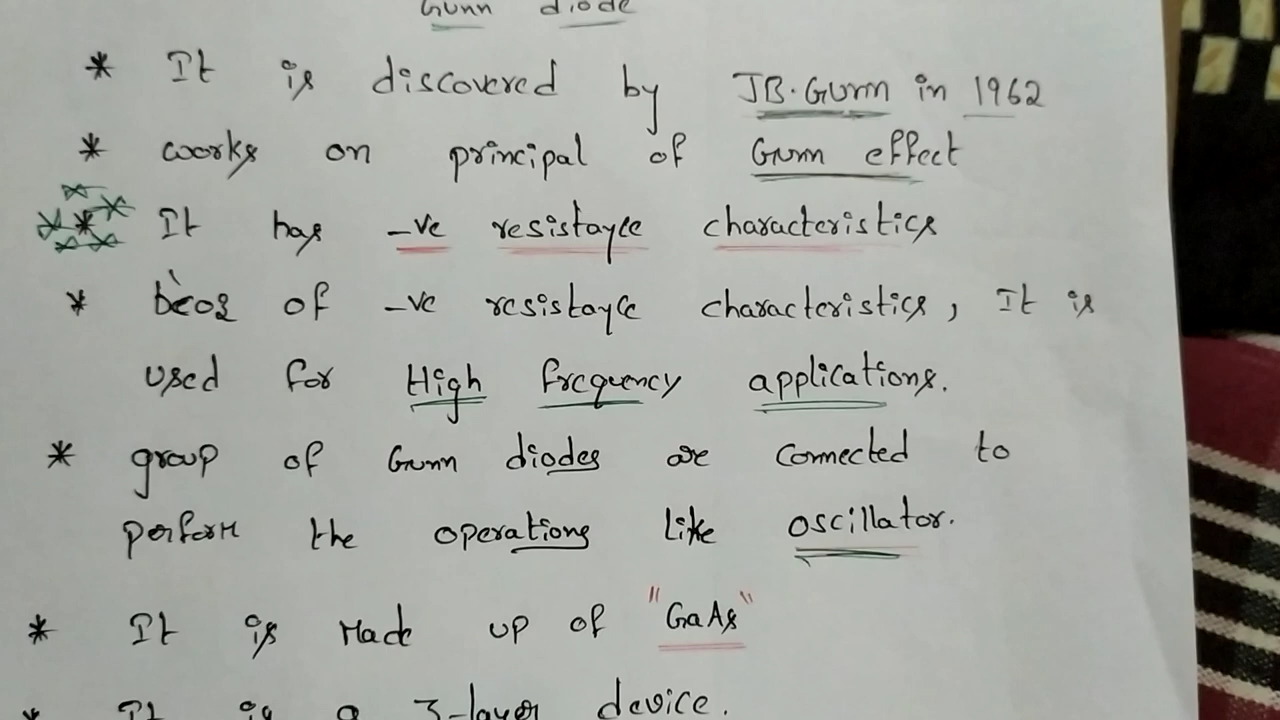 Gunn diode
* It is discovered by JB.Gunn in 1962
* works on principal of Gunn effect
* It has -ve resistayce characteristics
* becoz of -ve resistayce characteristics, It is
used for High frequency applications.
* group of Gunn diodes are connected to
perform the operations like oscillator.
* It is Made up of "GaAs"
* It is a 3-layer device.